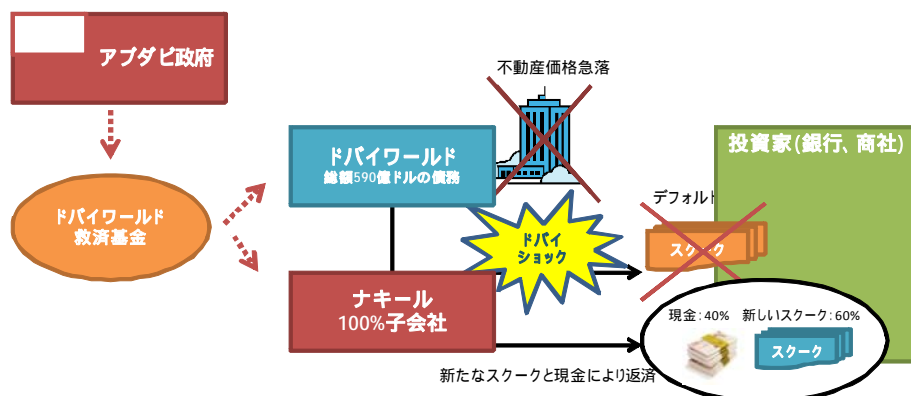 アブダビ政府
不動産価格急落
ドバイワールド
総額590億ドルの債務
投資家(銀行、商社)
デフォルト
ドバイワールド
救済基金
ドバイ
ショック
スクーク
ナキール
100%子会社
現金：40% 新しいスクーク：60%
スクーク
新たなスクークと現金により返済